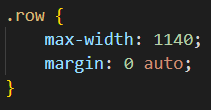 .row {
    max-width: 1140;
    margin: 0 auto;
}